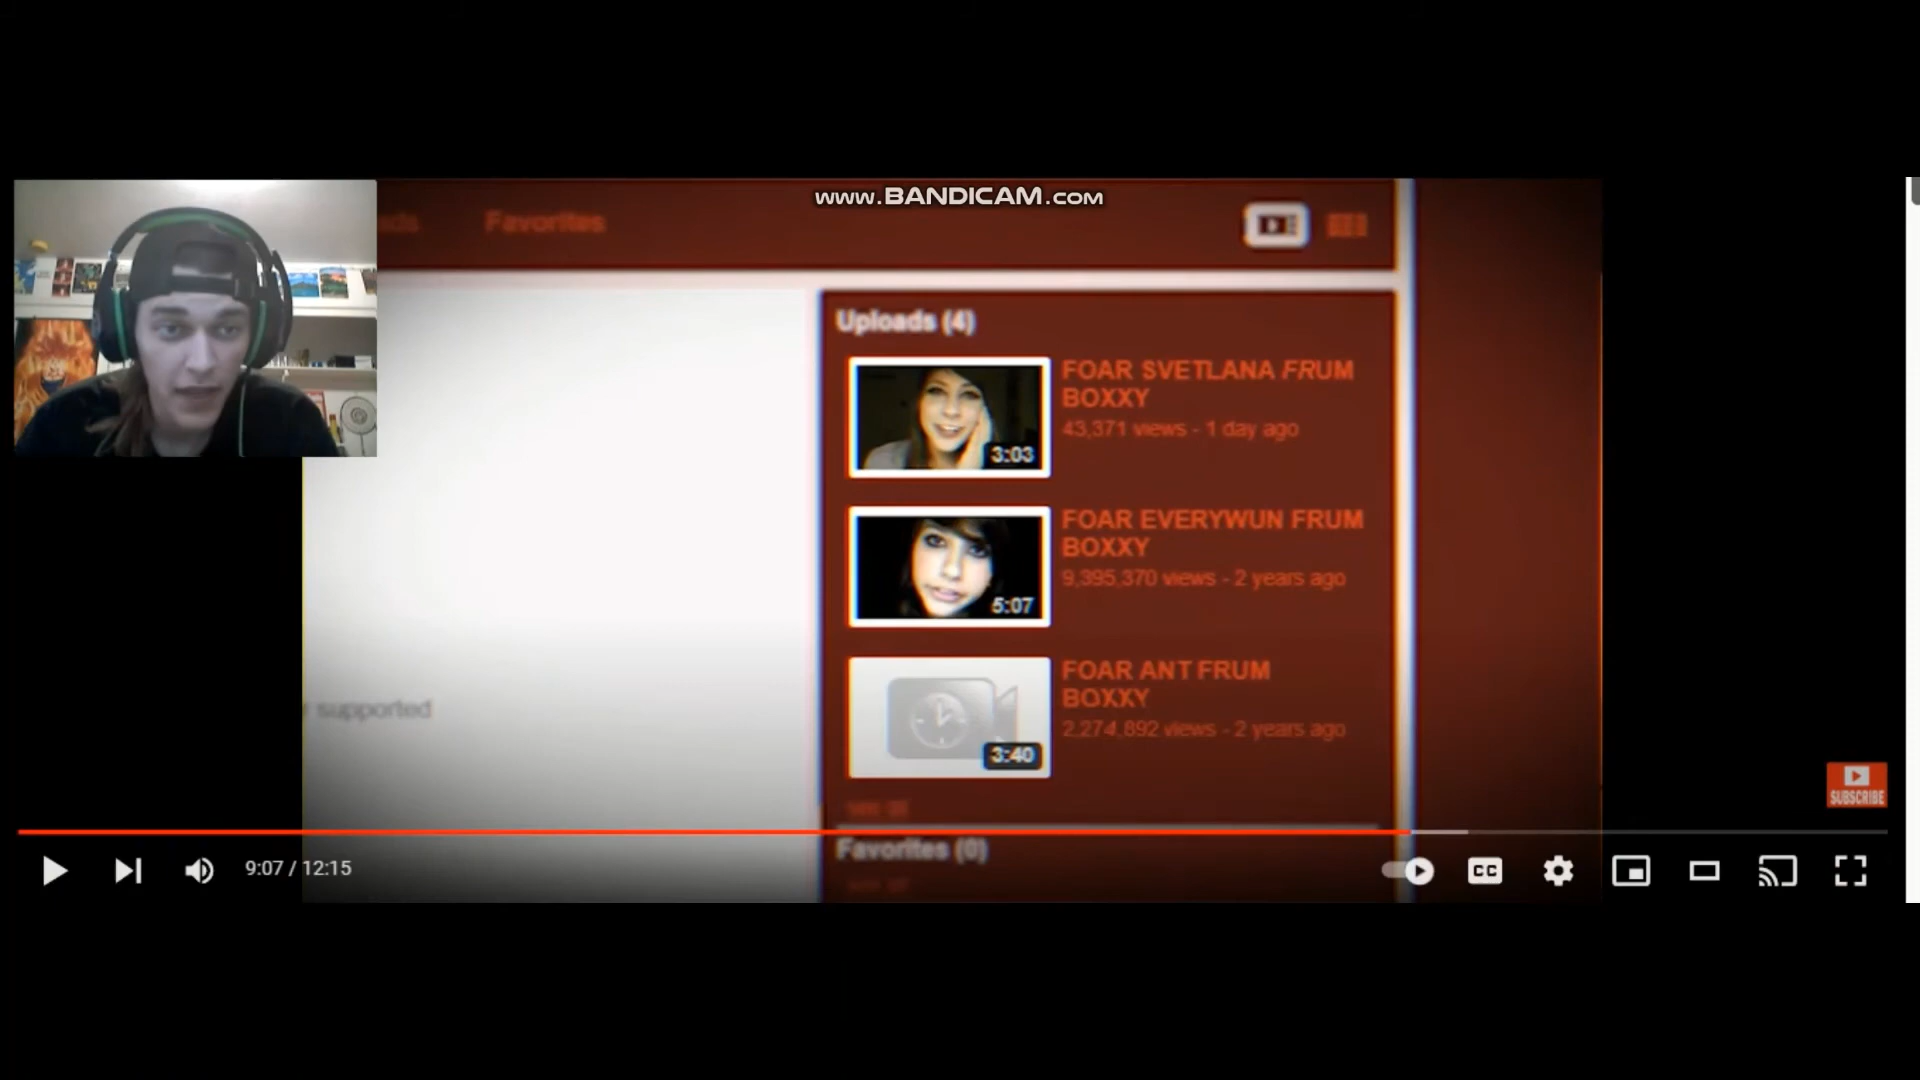 www.BANDICAM.com
Favorites
Uploads (4)
FOAR SVETLANA FRUM
BOXXY
43,371 views - 1 day ago
3:03
FOAR EVERYWUN FRUM
BOXXY
9,395,370 views - 2 years ago
5:07
FOAR ANT FRUM
BOXXY
2,274,892 views - 2 years ago
3:40
supported
SUBSCRIBE
Favorites (0)
9:07 / 12:15
CC